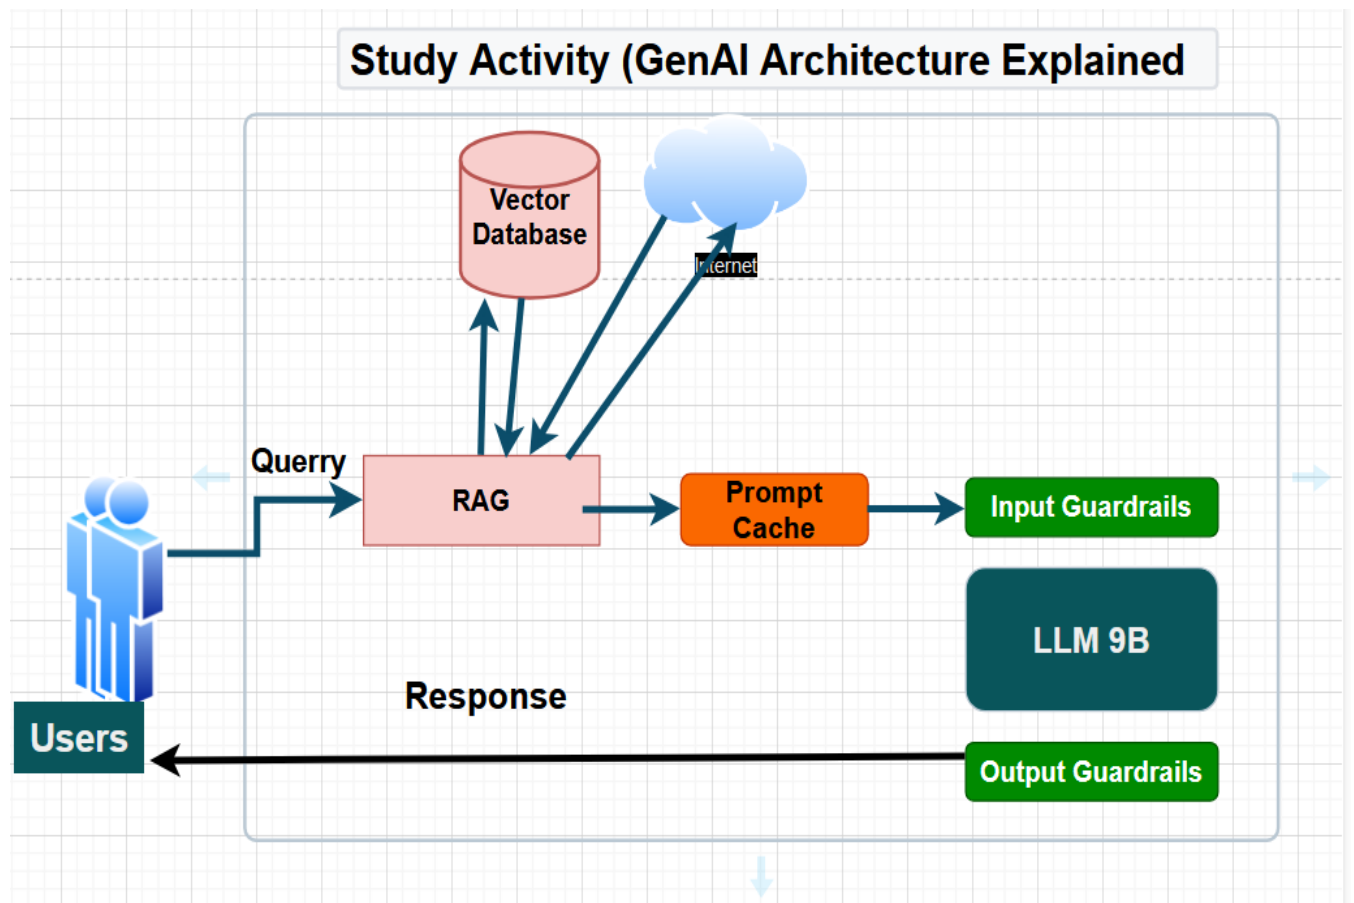 Study Activity (GenAI Architecture Explained
Vector
Database
Internet
Querry
RAG
Prompt
Cache
Input Guardrails
LLM 9B
Response
Users
Output Guardrails